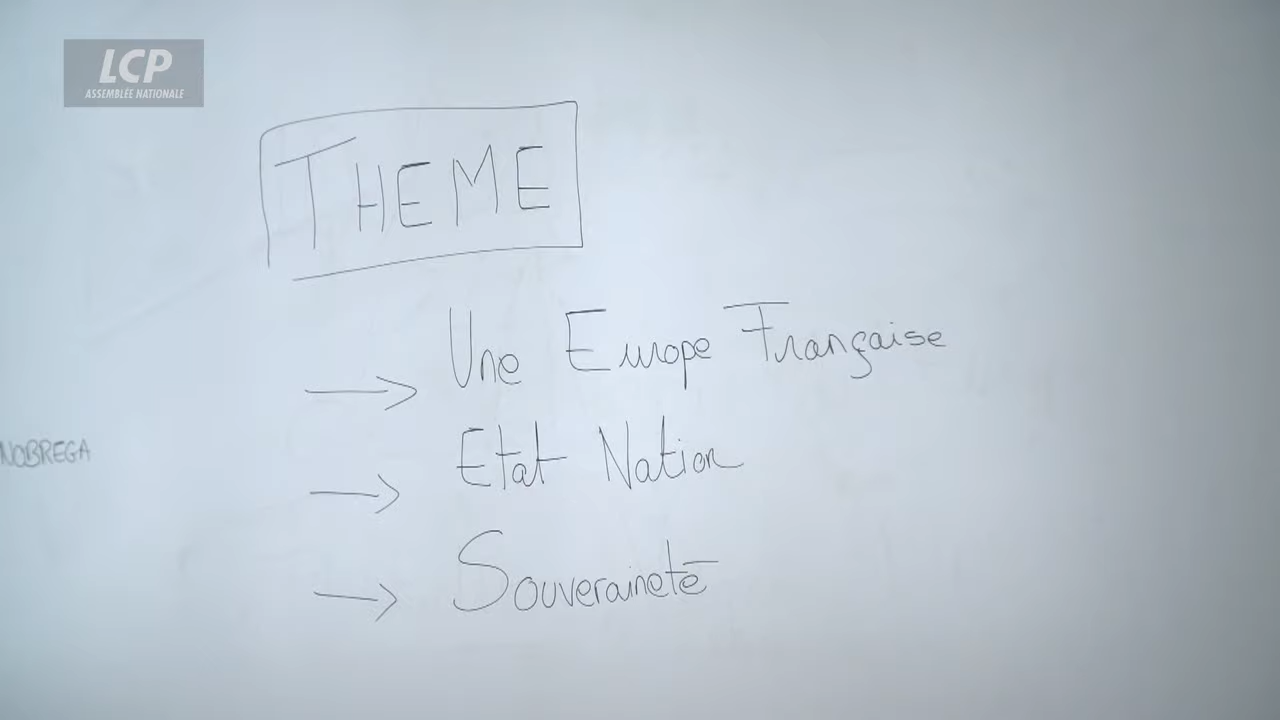 LCP
ASSEMBLÉE NATIONALE
THEME
Une Europe Française
NOBREGA
Etat Nation
Souveraineté